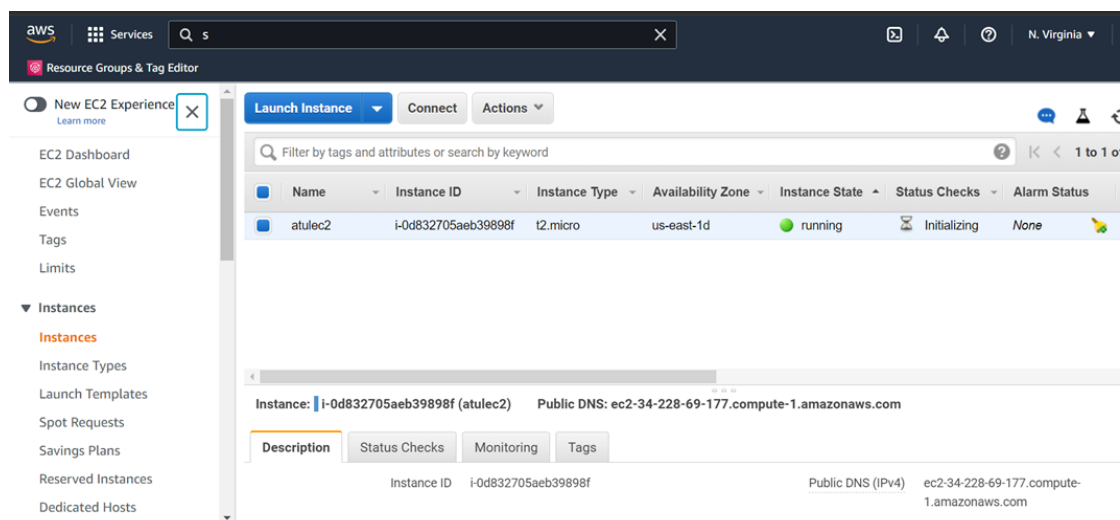 aws
Services
s
N. Virginia
Resource Groups & Tag Editor
New EC2 Experience
Learn more
EC2 Dashboard
EC2 Global View
Events
Tags
Limits
Instances
Instances
Instance Types
Launch Templates
Spot Requests
Savings Plans
Reserved Instances
Dedicated Hosts
Launch Instance Connect Actions
Filter by tags and attributes or search by keyword
1 to 1 of
Name Instance ID Instance Type Availability Zone Instance State Status Checks Alarm Status
atulec2 i-0d832705aeb39898f t2.micro us-east-1d running Initializing None
Instance: i-0d832705aeb39898f (atulec2) Public DNS: ec2-34-228-69-177.compute-1.amazonaws.com
Description Status Checks Monitoring Tags
Instance ID i-0d832705aeb39898f Public DNS (IPv4) ec2-34-228-69-177.compute-
1.amazonaws.com